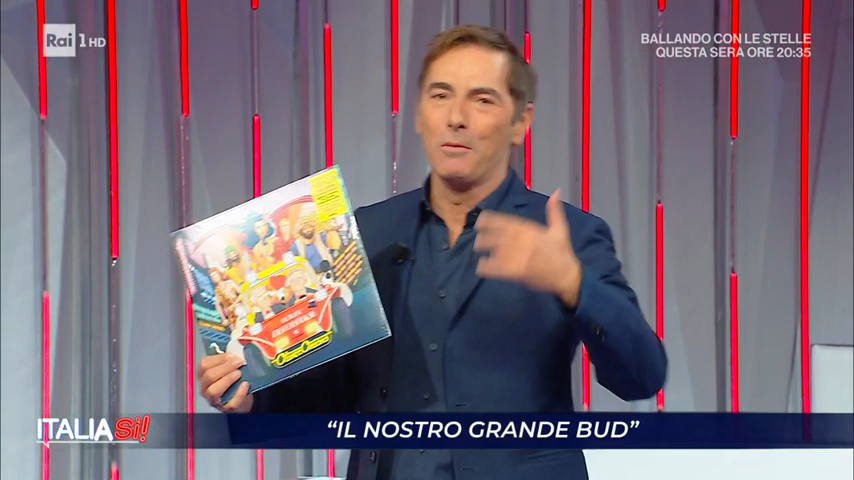 Rai 1 HD
BALLANDO CON LE STELLE
QUESTA SERA ORE 20:35
ITALIA Sì!
“IL NOSTRO GRANDE BUD”